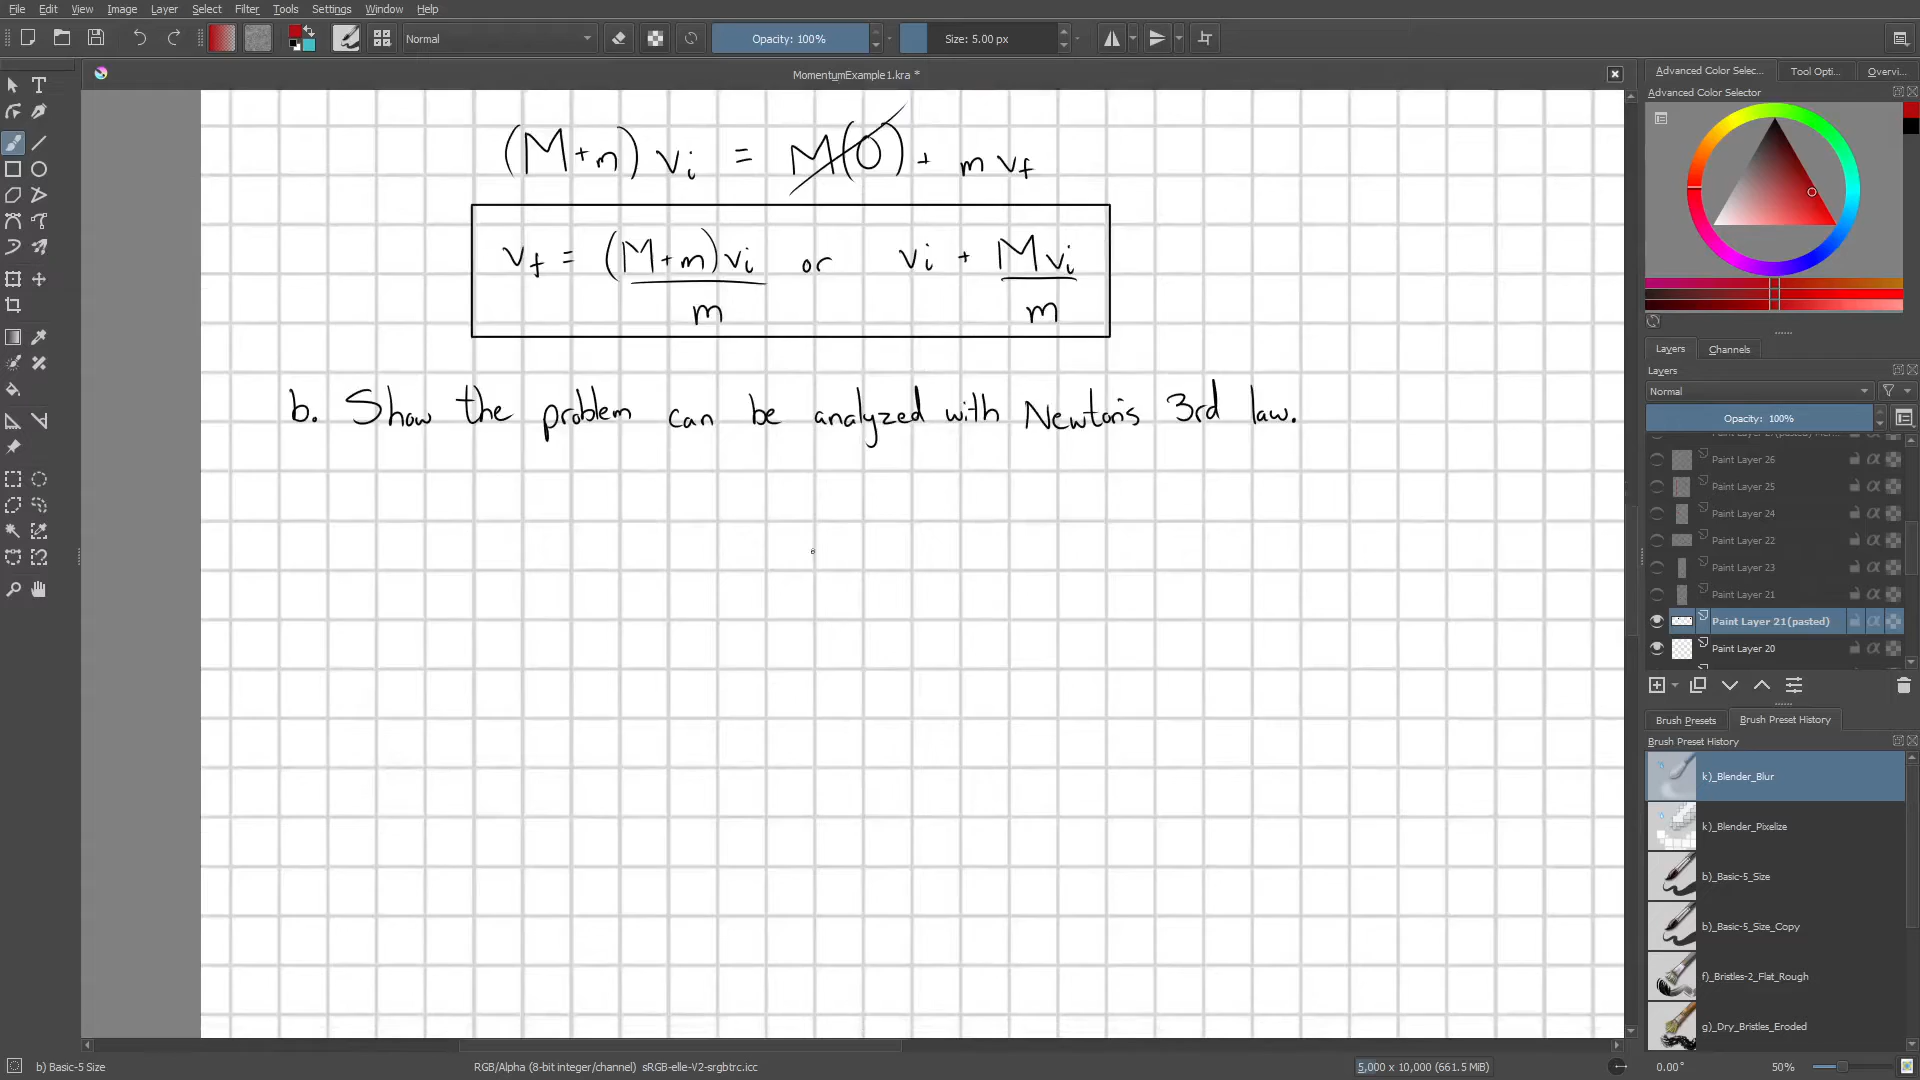 File Edit View Image Layer Select Filter Tools Settings Window Help
Normal Opacity: 100% Size: 5.00 px
MomentumExample1.kra *
(M+m) vi = M(0) + m vf
vf = (M+m)vi / m or vi + M vi / m
b. Show the problem can be analyzed with Newton's 3rd law.
Advanced Color Selec... Tool Opti... Overvi...
Advanced Color Selector
Layers Channels
Layers
Normal
Opacity: 100%
Paint Layer 26
Paint Layer 25
Paint Layer 24
Paint Layer 22
Paint Layer 23
Paint Layer 21
Paint Layer 21(pasted)
Paint Layer 20
Brush Presets Brush Preset History
Brush Preset History
k)_Blender_Blur
k)_Blender_Pixelize
b)_Basic-5_Size
b)_Basic-5_Size_Copy
f)_Bristles-2_Flat_Rough
g)_Dry_Bristles_Eroded
b) Basic-5 Size RGB/Alpha (8-bit integer/channel) sRGB-elle-V2-srgbtrc.icc 5,000 x 10,000 (661.5 MiB) 0.00° 50%